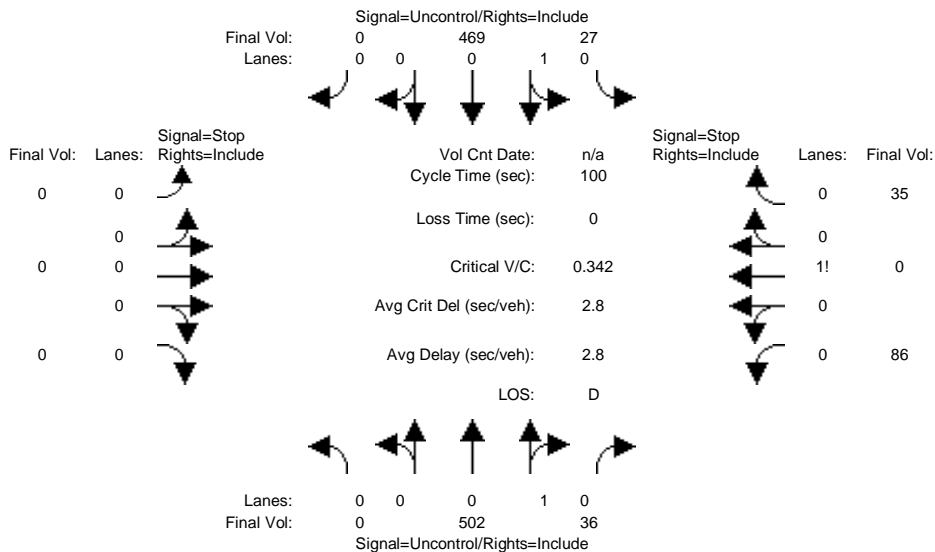 Signal=Uncontrol/Rights=Include
Final Vol: 0 469 27
Lanes: 0 0 0 1 0
Signal=Stop
Final Vol: Lanes: Rights=Include
Vol Cnt Date: n/a
Signal=Stop
Rights=Include Lanes: Final Vol:
Cycle Time (sec): 100
0 0
0 35
Loss Time (sec): 0
0
0
0 0
Critical V/C: 0.342
1! 0
0
Avg Crit Del (sec/veh): 2.8
0
0 0
Avg Delay (sec/veh): 2.8
0 86
LOS: D
Lanes: 0 0 0 1 0
Final Vol: 0 502 36
Signal=Uncontrol/Rights=Include